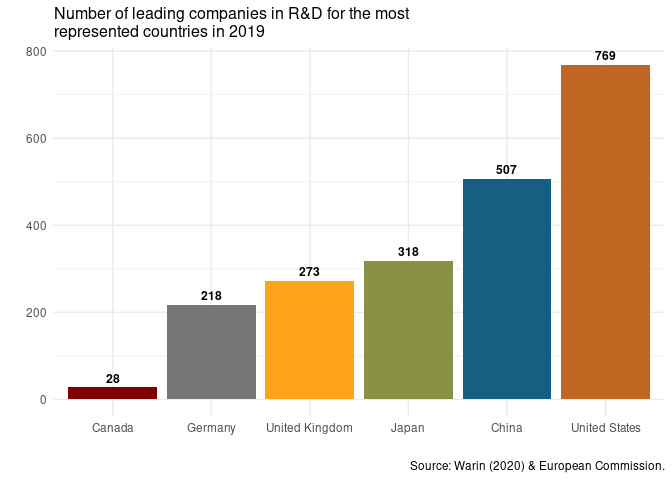 Number of leading companies in R&D for the most
represented countries in 2019
800
600
400
200
0
28
218
273
318
507
769
Canada
Germany
United Kingdom
Japan
China
United States
Source: Warin (2020) & European Commission.